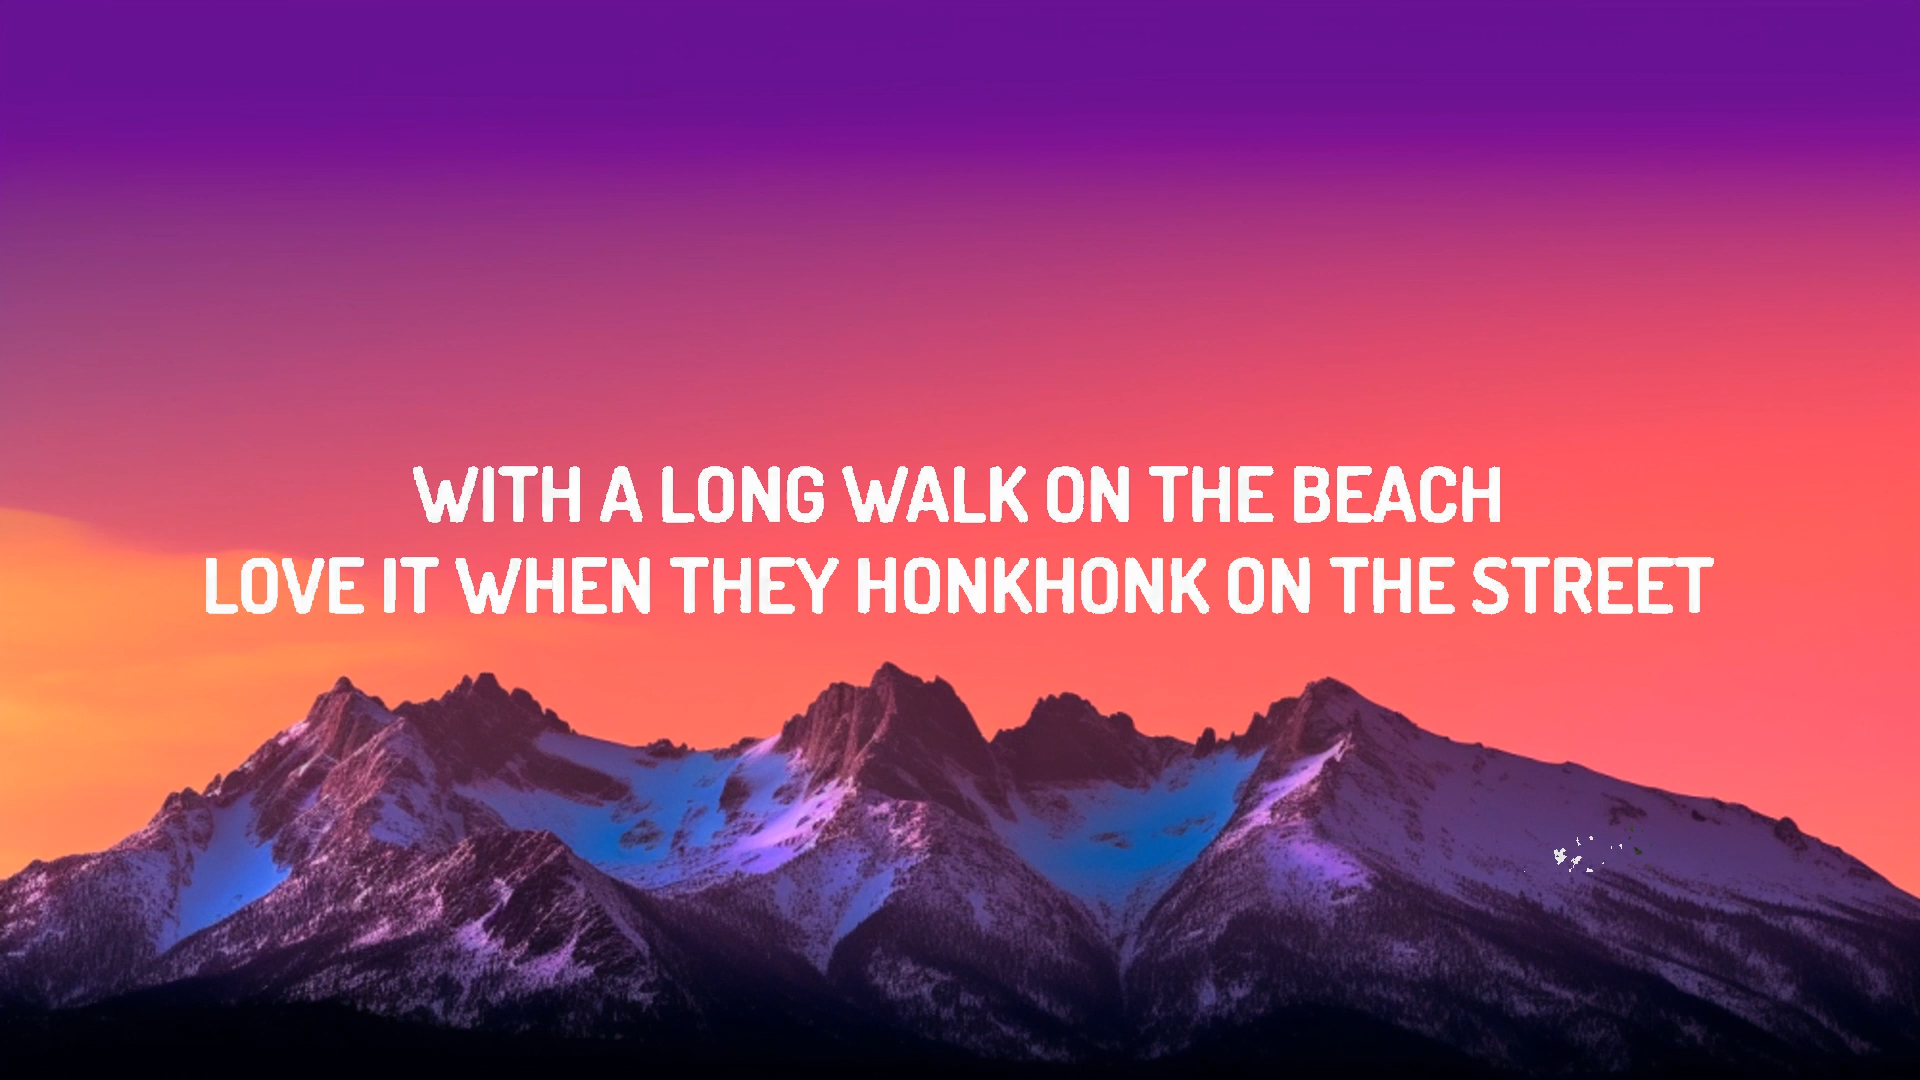 WITH A LONG WALK ON THE BEACH
LOVE IT WHEN THEY HONKHONK ON THE STREET